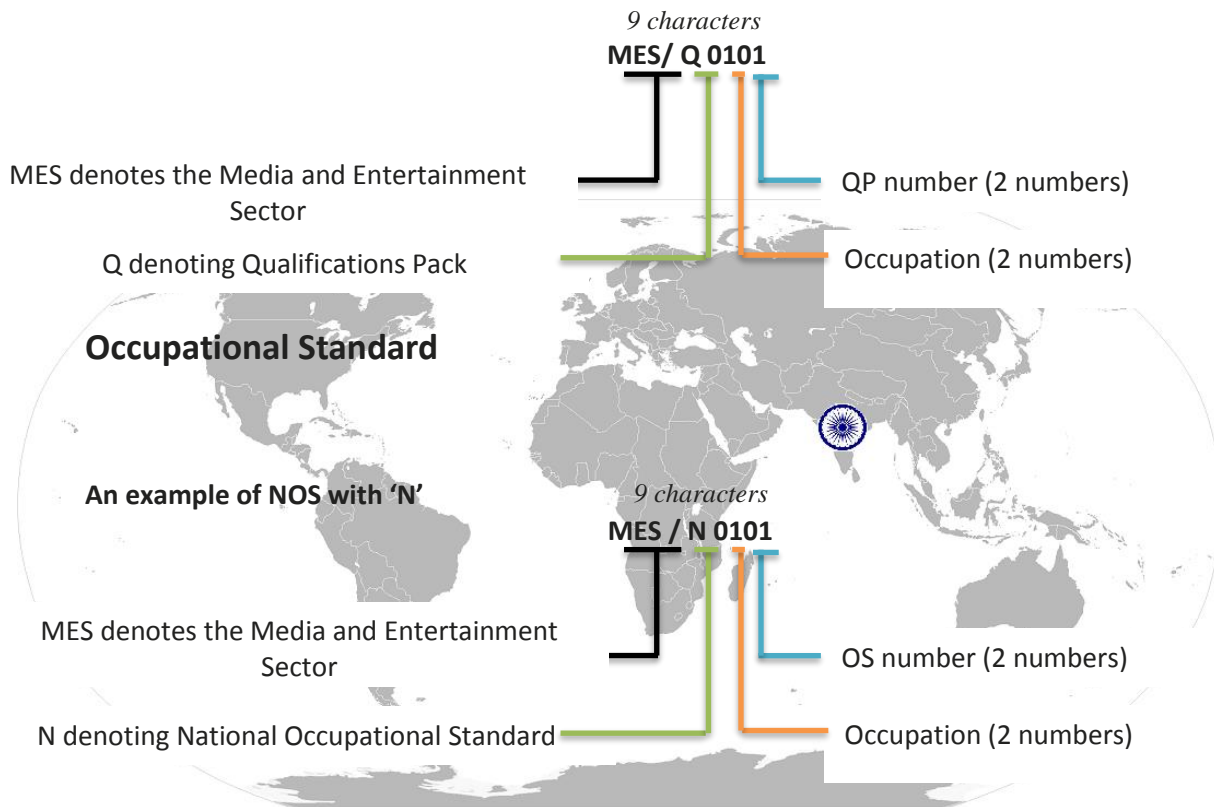 9 characters
MES/ Q 0101
MES denotes the Media and Entertainment
Sector
QP number (2 numbers)
Q denoting Qualifications Pack
Occupation (2 numbers)
Occupational Standard
An example of NOS with ‘N’
9 characters
MES / N 0101
MES denotes the Media and Entertainment
Sector
OS number (2 numbers)
N denoting National Occupational Standard
Occupation (2 numbers)